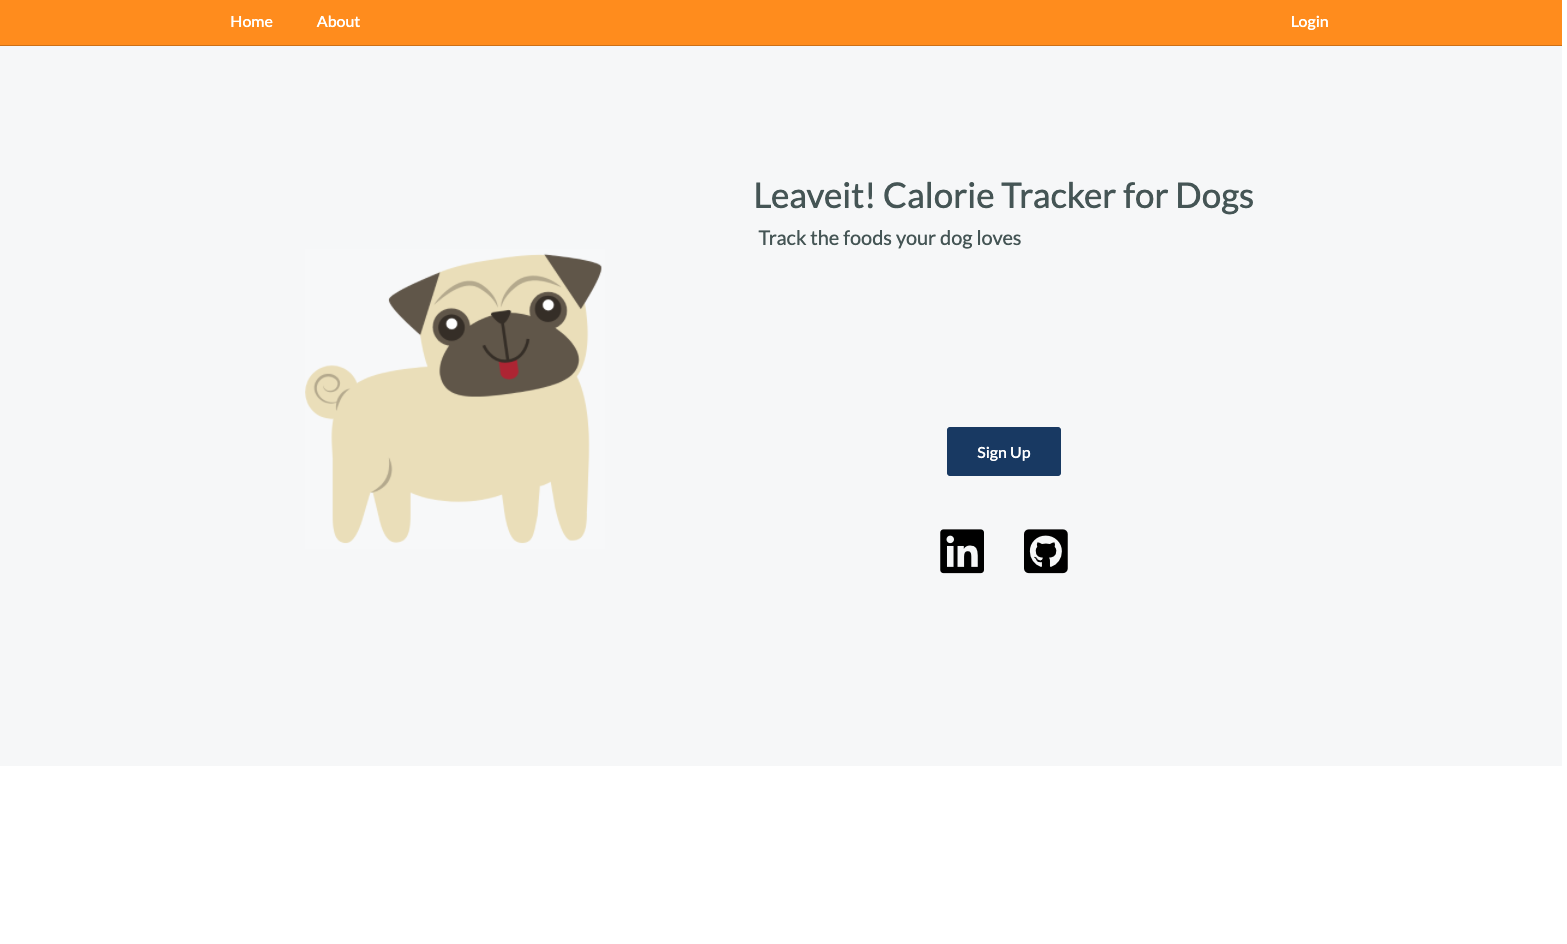 Home About Login
Leaveit! Calorie Tracker for Dogs
Track the foods your dog loves
Sign Up
in